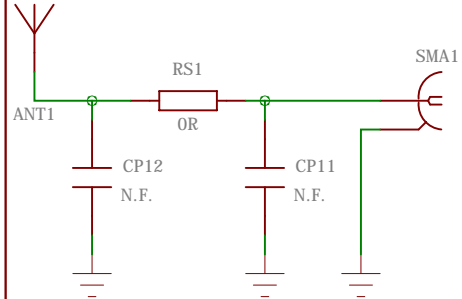 SMA1
RS1
ANT1
0R
CP12
CP11
N.F.
N.F.